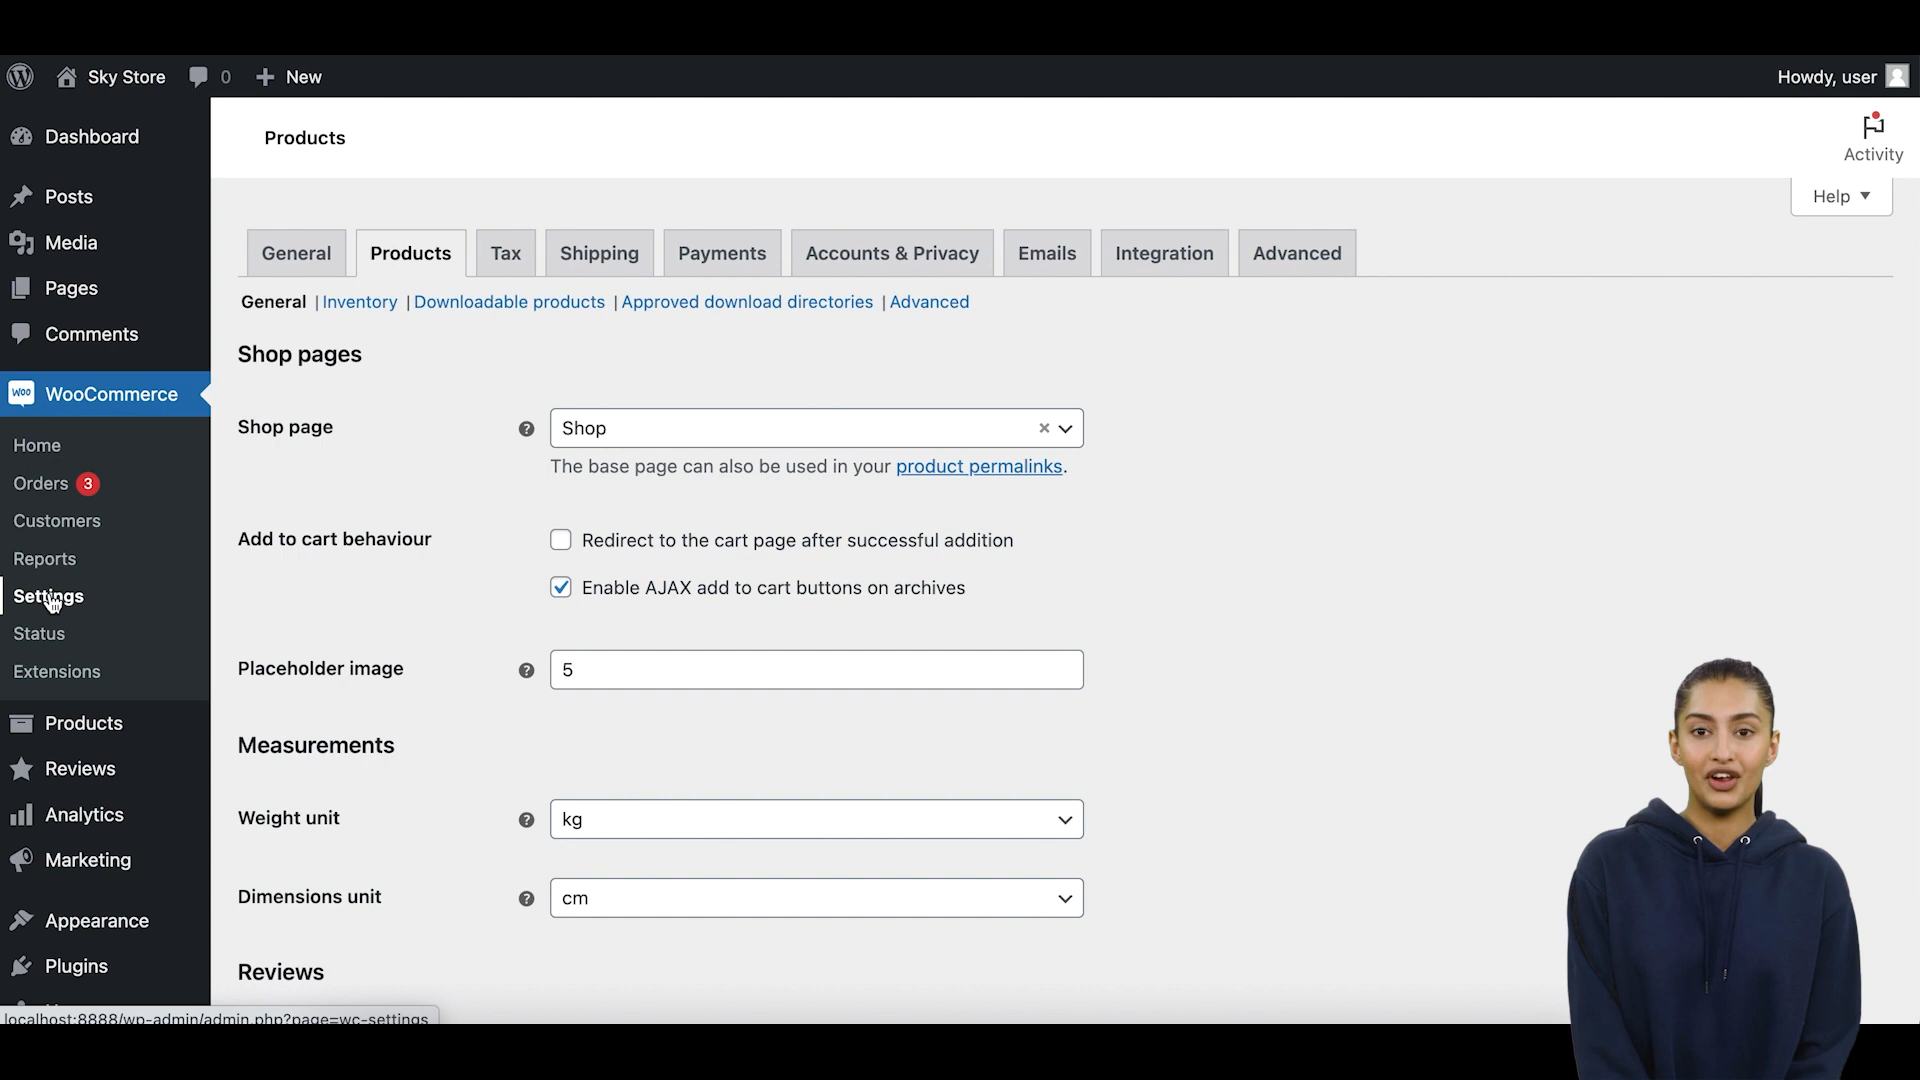 Sky Store 0 New Howdy, user
Dashboard
Posts
Media
Pages
Comments
WooCommerce
Home
Orders 3
Customers
Reports
Settings
Status
Extensions
Products
Reviews
Analytics
Marketing
Appearance
Plugins
Products
Activity
Help
General Products Tax Shipping Payments Accounts & Privacy Emails Integration Advanced
General | Inventory | Downloadable products | Approved download directories | Advanced
Shop pages
Shop page ? Shop ×
The base page can also be used in your product permalinks.
Add to cart behaviour Redirect to the cart page after successful addition
Enable AJAX add to cart buttons on archives
Placeholder image ? 5
Measurements
Weight unit ? kg
Dimensions unit ? cm
Reviews
localhost:8888/wp-admin/admin.php?page=wc-settings